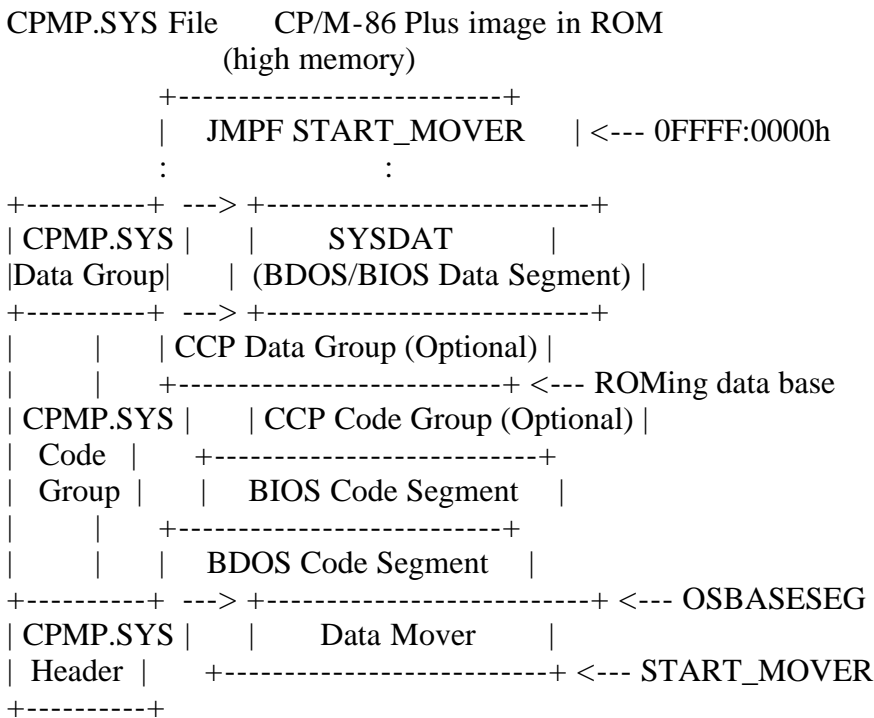 CPMP.SYS File CP/M-86 Plus image in ROM
(high memory)
+---------------------------+
| JMPF START_MOVER | <--- 0FFFF:0000h
: :
+----------+ ---> +---------------------------+
| CPMP.SYS | | SYSDAT |
|Data Group| | (BDOS/BIOS Data Segment) |
+----------+ ---> +---------------------------+
| | | CCP Data Group (Optional) |
| | +---------------------------+ <--- ROMing data base
| CPMP.SYS | | CCP Code Group (Optional) |
| Code | +---------------------------+
| Group | | BIOS Code Segment |
| | +---------------------------+
| | | BDOS Code Segment |
+----------+ ---> +---------------------------+ <--- OSBASESEG
| CPMP.SYS | | Data Mover |
| Header | +---------------------------+ <--- START_MOVER
+----------+